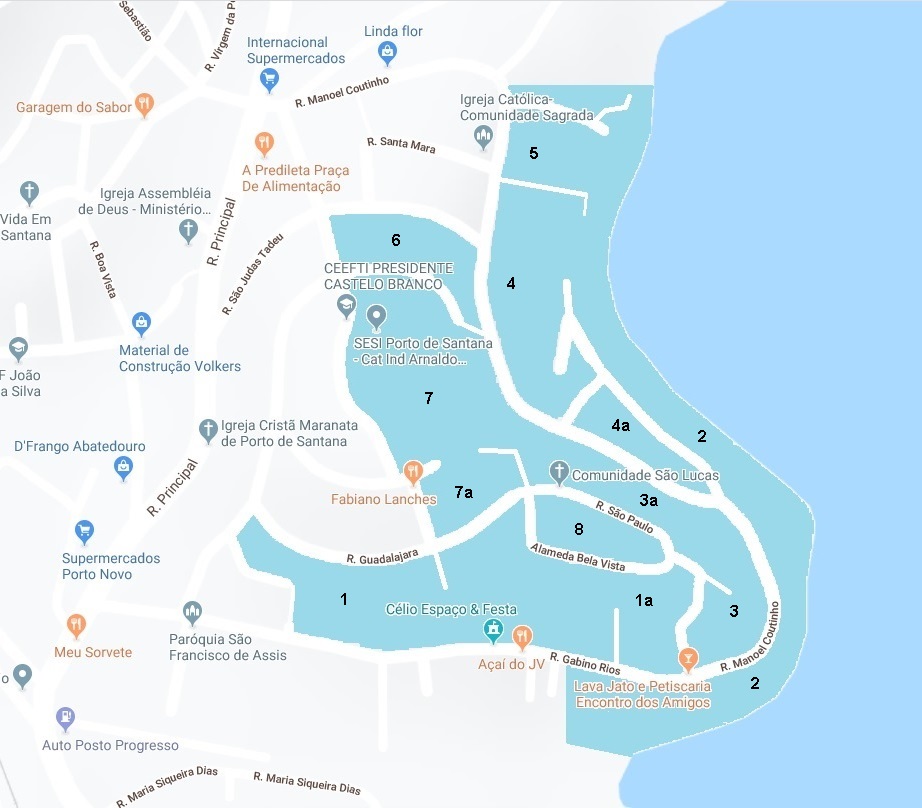 Sebastião
R. Virgem da P
Linda flor
Internacional
Supermercados
Garagem do Sabor
R. Manoel Coutinho
Igreja Católica-
Comunidade Sagrada
R. Santa Mara
5
A Predileta Praça
De Alimentação
Igreja Assembléia
de Deus - Ministério...
Vida Em
Santana
R. Principal
R. São Judas Tadeu
R. Boa Vista
6
CEEFTI PRESIDENTE
CASTELO BRANCO
4
SESI Porto de Santana
- Cat Ind Arnaldo...
Material de
Construção Volkers
F João
a Silva
7
Igreja Cristã Maranata
de Porto de Santana
4a
2
D'Frango Abatedouro
R. Principal
Fabiano Lanches
7a
Comunidade São Lucas
3a
R. São Paulo
8
Supermercados
Porto Novo
R. Guadalajara
Alameda Bela Vista
1
1a
3
Célio Espaço & Festa
Meu Sorvete
Paróquia São
Francisco de Assis
Açaí do JV
R. Gabino Rios
R. Manoel Coutinho
Lava Jato e Petiscaria
Encontro dos Amigos
2
o
Auto Posto Progresso
R. Maria Siqueira Dias
R. Maria Siqueira Dias